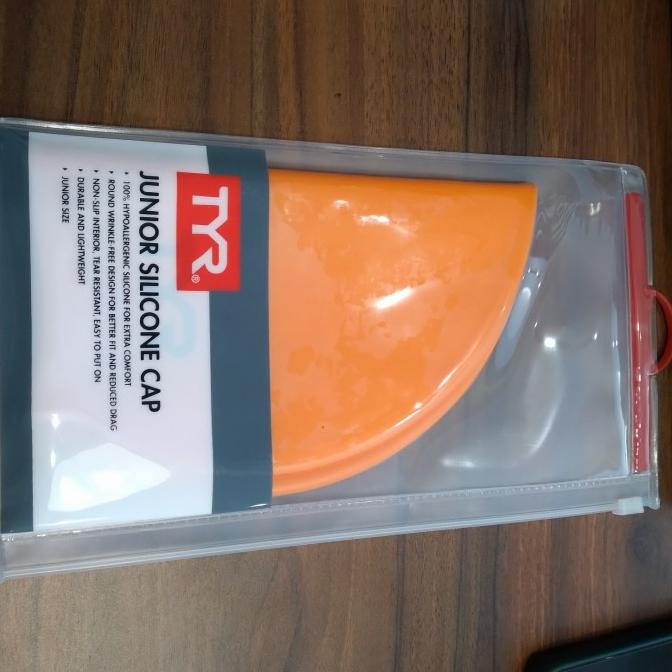 TYR®
JUNIOR SILICONE CAP
• 100% HYPOALLERGENIC SILICONE FOR EXTRA COMFORT
• ROUND WRINKLE-FREE DESIGN FOR BETTER FIT AND REDUCED DRAG
• NON-SLIP INTERIOR, TEAR RESISTANT, EASY TO PUT ON
• DURABLE AND LIGHTWEIGHT
• JUNIOR SIZE